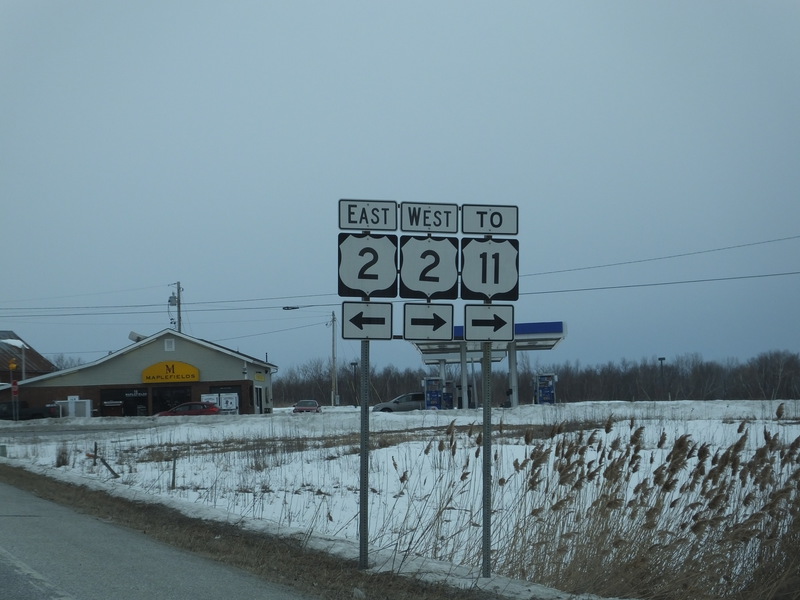 EAST WEST TO
2 2 11
M
MAPLEFIELDS